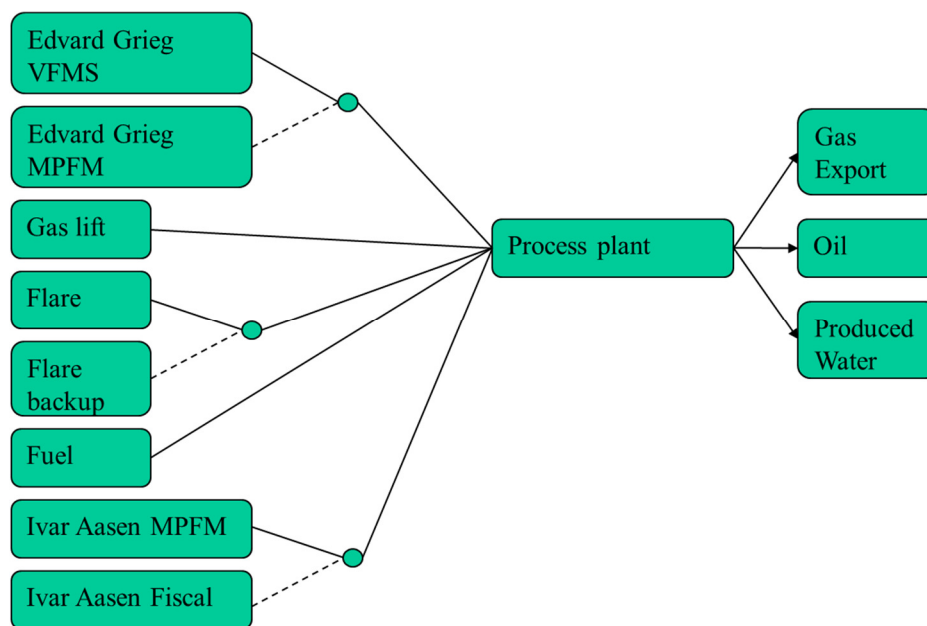 Edvard Grieg
VFMS
Edvard Grieg
MPFM
Gas lift
Flare
Flare
backup
Fuel
Ivar Aasen MPFM
Ivar Aasen Fiscal
Process plant
Gas
Export
Oil
Produced
Water